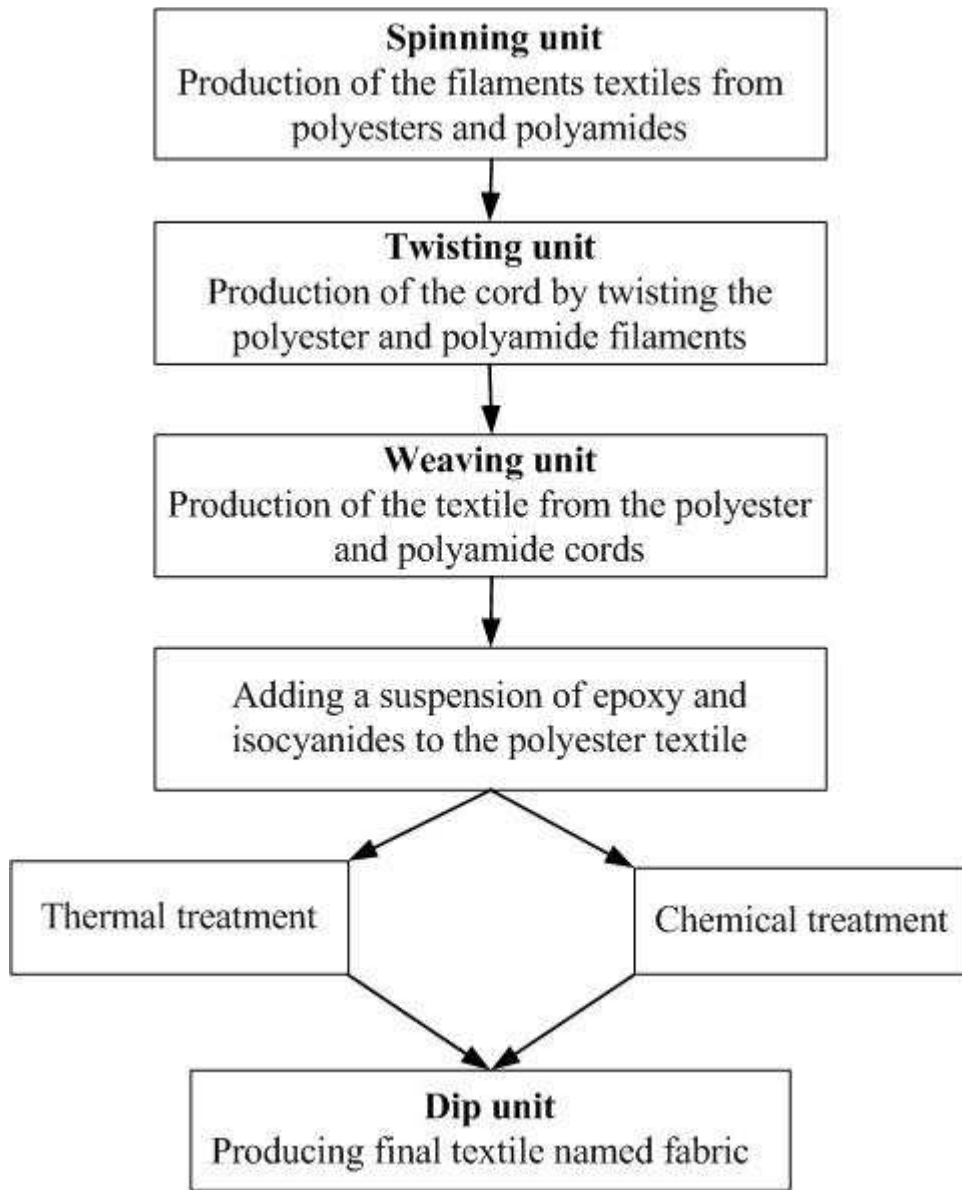 Spinning unit
Production of the filaments textiles from
polyesters and polyamides
Twisting unit
Production of the cord by twisting the
polyester and polyamide filaments
Weaving unit
Production of the textile from the polyester
and polyamide cords
Adding a suspension of epoxy and
isocyanides to the polyester textile
Thermal treatment
Chemical treatment
Dip unit
Producing final textile named fabric